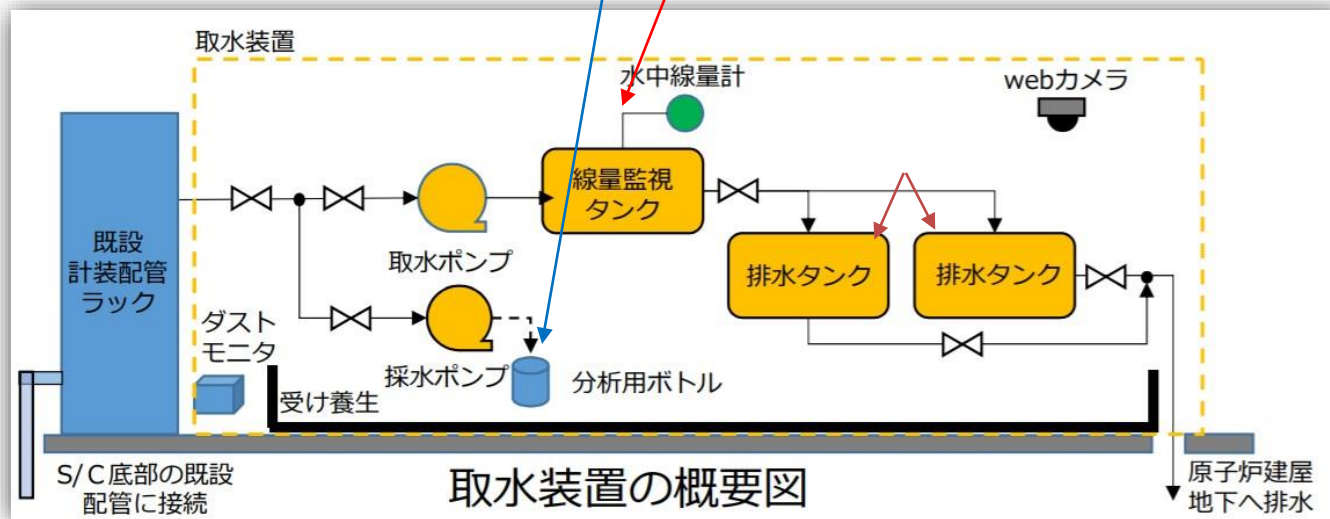 取水装置
水中線量計
webカメラ
線量監視
タンク
既設
計装配管
ラック
取水ポンプ
排水タンク
排水タンク
ダスト
モニタ
採水ポンプ
分析用ボトル
受け養生
S/C底部の既設
配管に接続
取水装置の概要図
原子炉建屋
地下へ排水